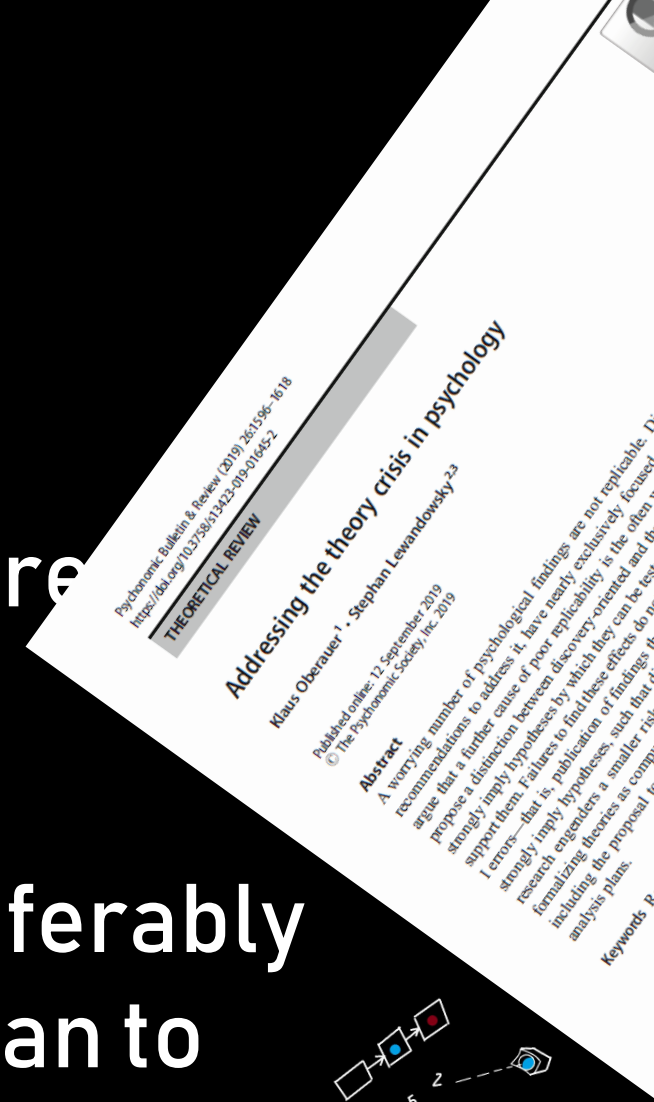 Psychonomic Bulletin & Review (2019) 26:1596–1618
https://doi.org/10.3758/s13423-019-01645-2
THEORETICAL REVIEW
Addressing the theory crisis in psychology
Klaus Oberauer 1 • Stephan Lewandowsky 2,3
Published online: 12 September 2019
© The Psychonomic Society, Inc. 2019
Abstract
A worrying number of psychological findings are not replicable. Di
recommendations to address it, have nearly exclusively focused
argue that a further cause of poor replicability is the often
propose a distinction between discovery-oriented and
strongly imply hypotheses by which they can be
support them. Failures to find these effects do
I errors—that is, publication of findings
strongly imply hypotheses, such that
research engenders a smaller
formalizing theories as
including the proposal
analysis plans.
Keywords R
re
ferably
an to
2
5